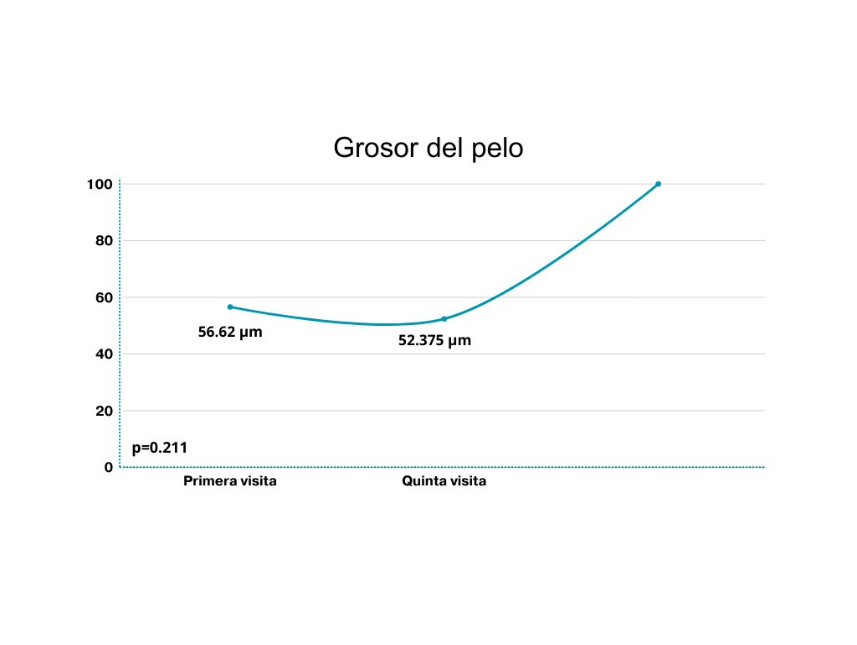 Grosor del pelo
100
80
60
56.62 µm
52.375 µm
40
20
p=0.211
0
Primera visita Quinta visita